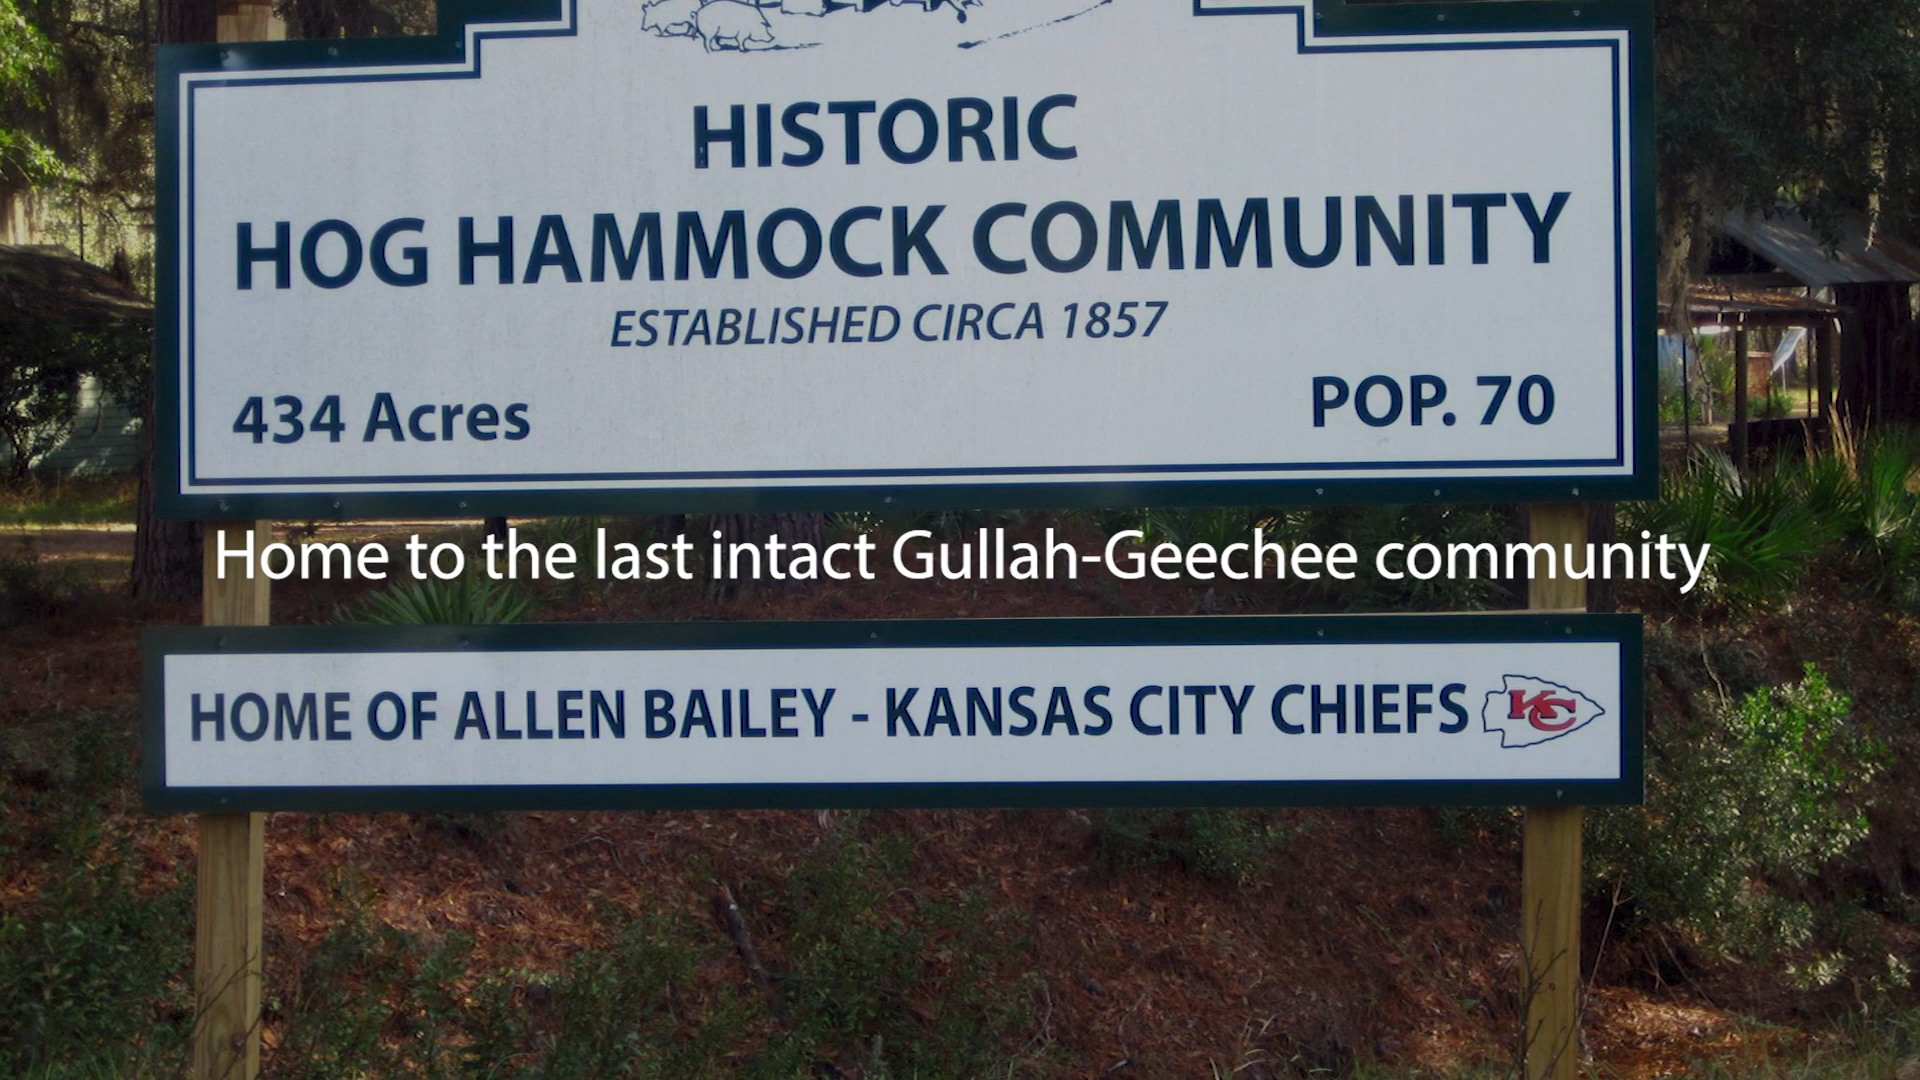 HISTORIC
HOG HAMMOCK COMMUNITY
ESTABLISHED CIRCA 1857
434 Acres POP. 70
Home to the last intact Gullah-Geechee community
HOME OF ALLEN BAILEY - KANSAS CITY CHIEFS KC